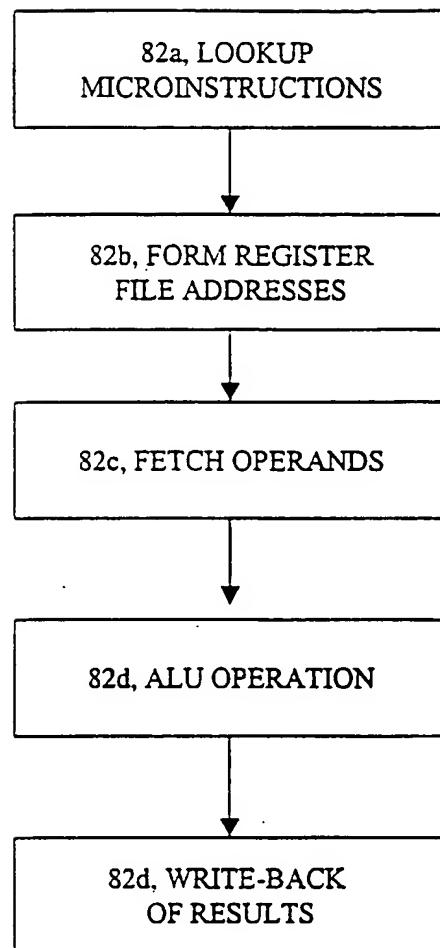 82a, LOOKUP
MICROINSTRUCTIONS
82b, FORM REGISTER
FILE ADDRESSES
82c, FETCH OPERANDS
82d, ALU OPERATION
82d, WRITE-BACK
OF RESULTS